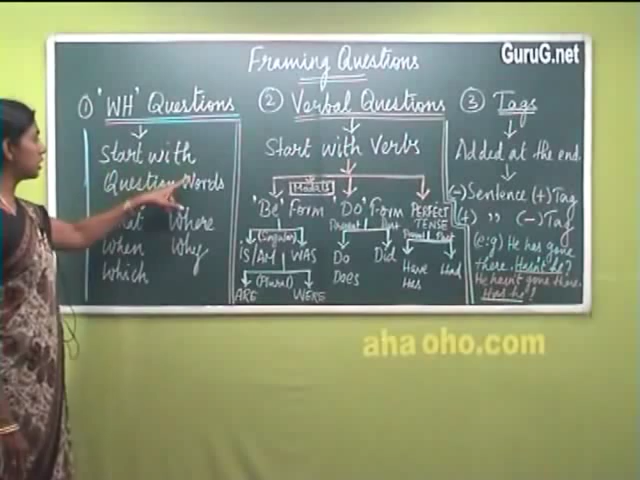 GuruG.net
Framing Questions
① 'WH' Questions
Start with
Question Words
What Where
When Why
Which
② Verbal Questions
Start with Verbs
Modals
'Be' Form 'Do' Form PERFECT
TENSE
(Singular)
IS/AM WAS
(Plural)
ARE WERE
Present Past
Do Did
Does
Present Past
Have Had
Has
③ Tags
Added at the end
(-) Sentence (+) Tag
(+) ,, (-) Tag
(e.g) He has gone
there. Hasn't he?
He hasn't gone there.
Has he?
aha oho.com